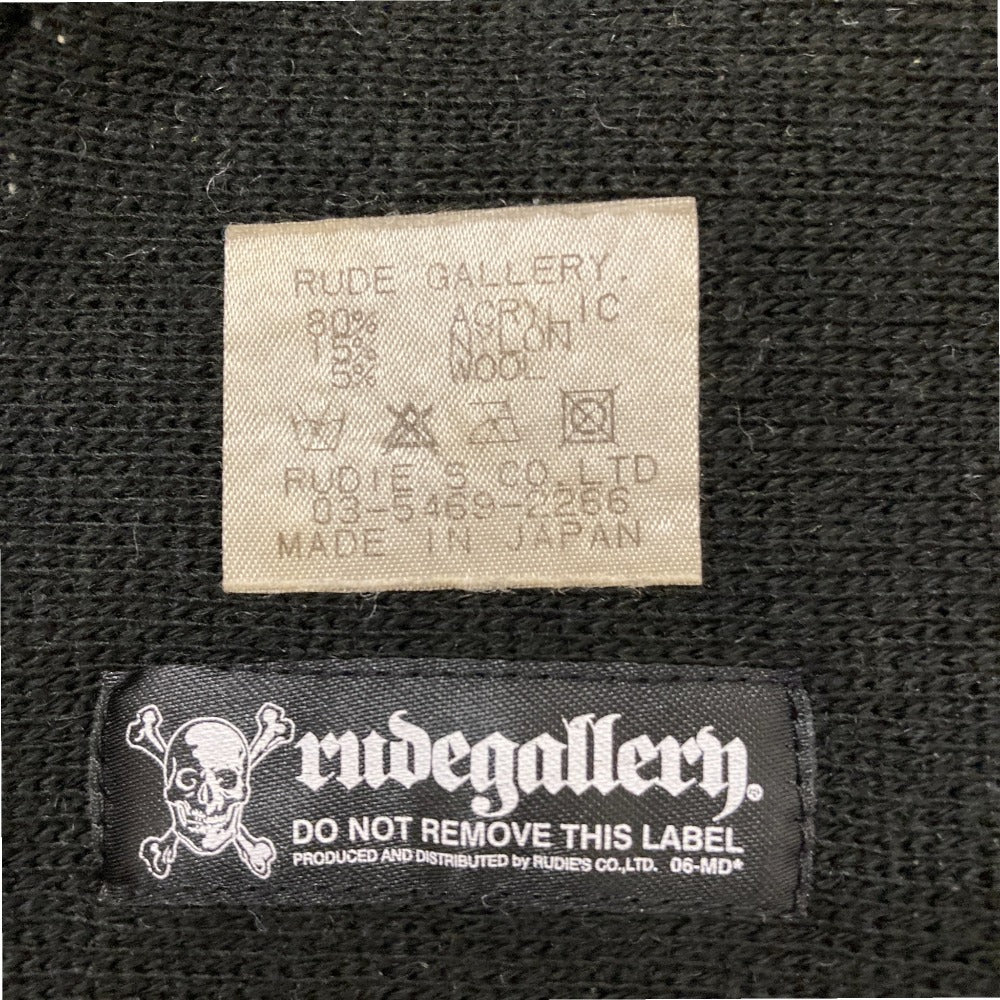 RUDE GALLERY.
80% ACRYLIC
15% NYLON
5% WOOL
RUDIE'S CO.,LTD
03-5469-2256
MADE IN JAPAN
rudegallery®
DO NOT REMOVE THIS LABEL
PRODUCED AND DISTRIBUTED by RUDIE'S CO.,LTD. 06-MD*